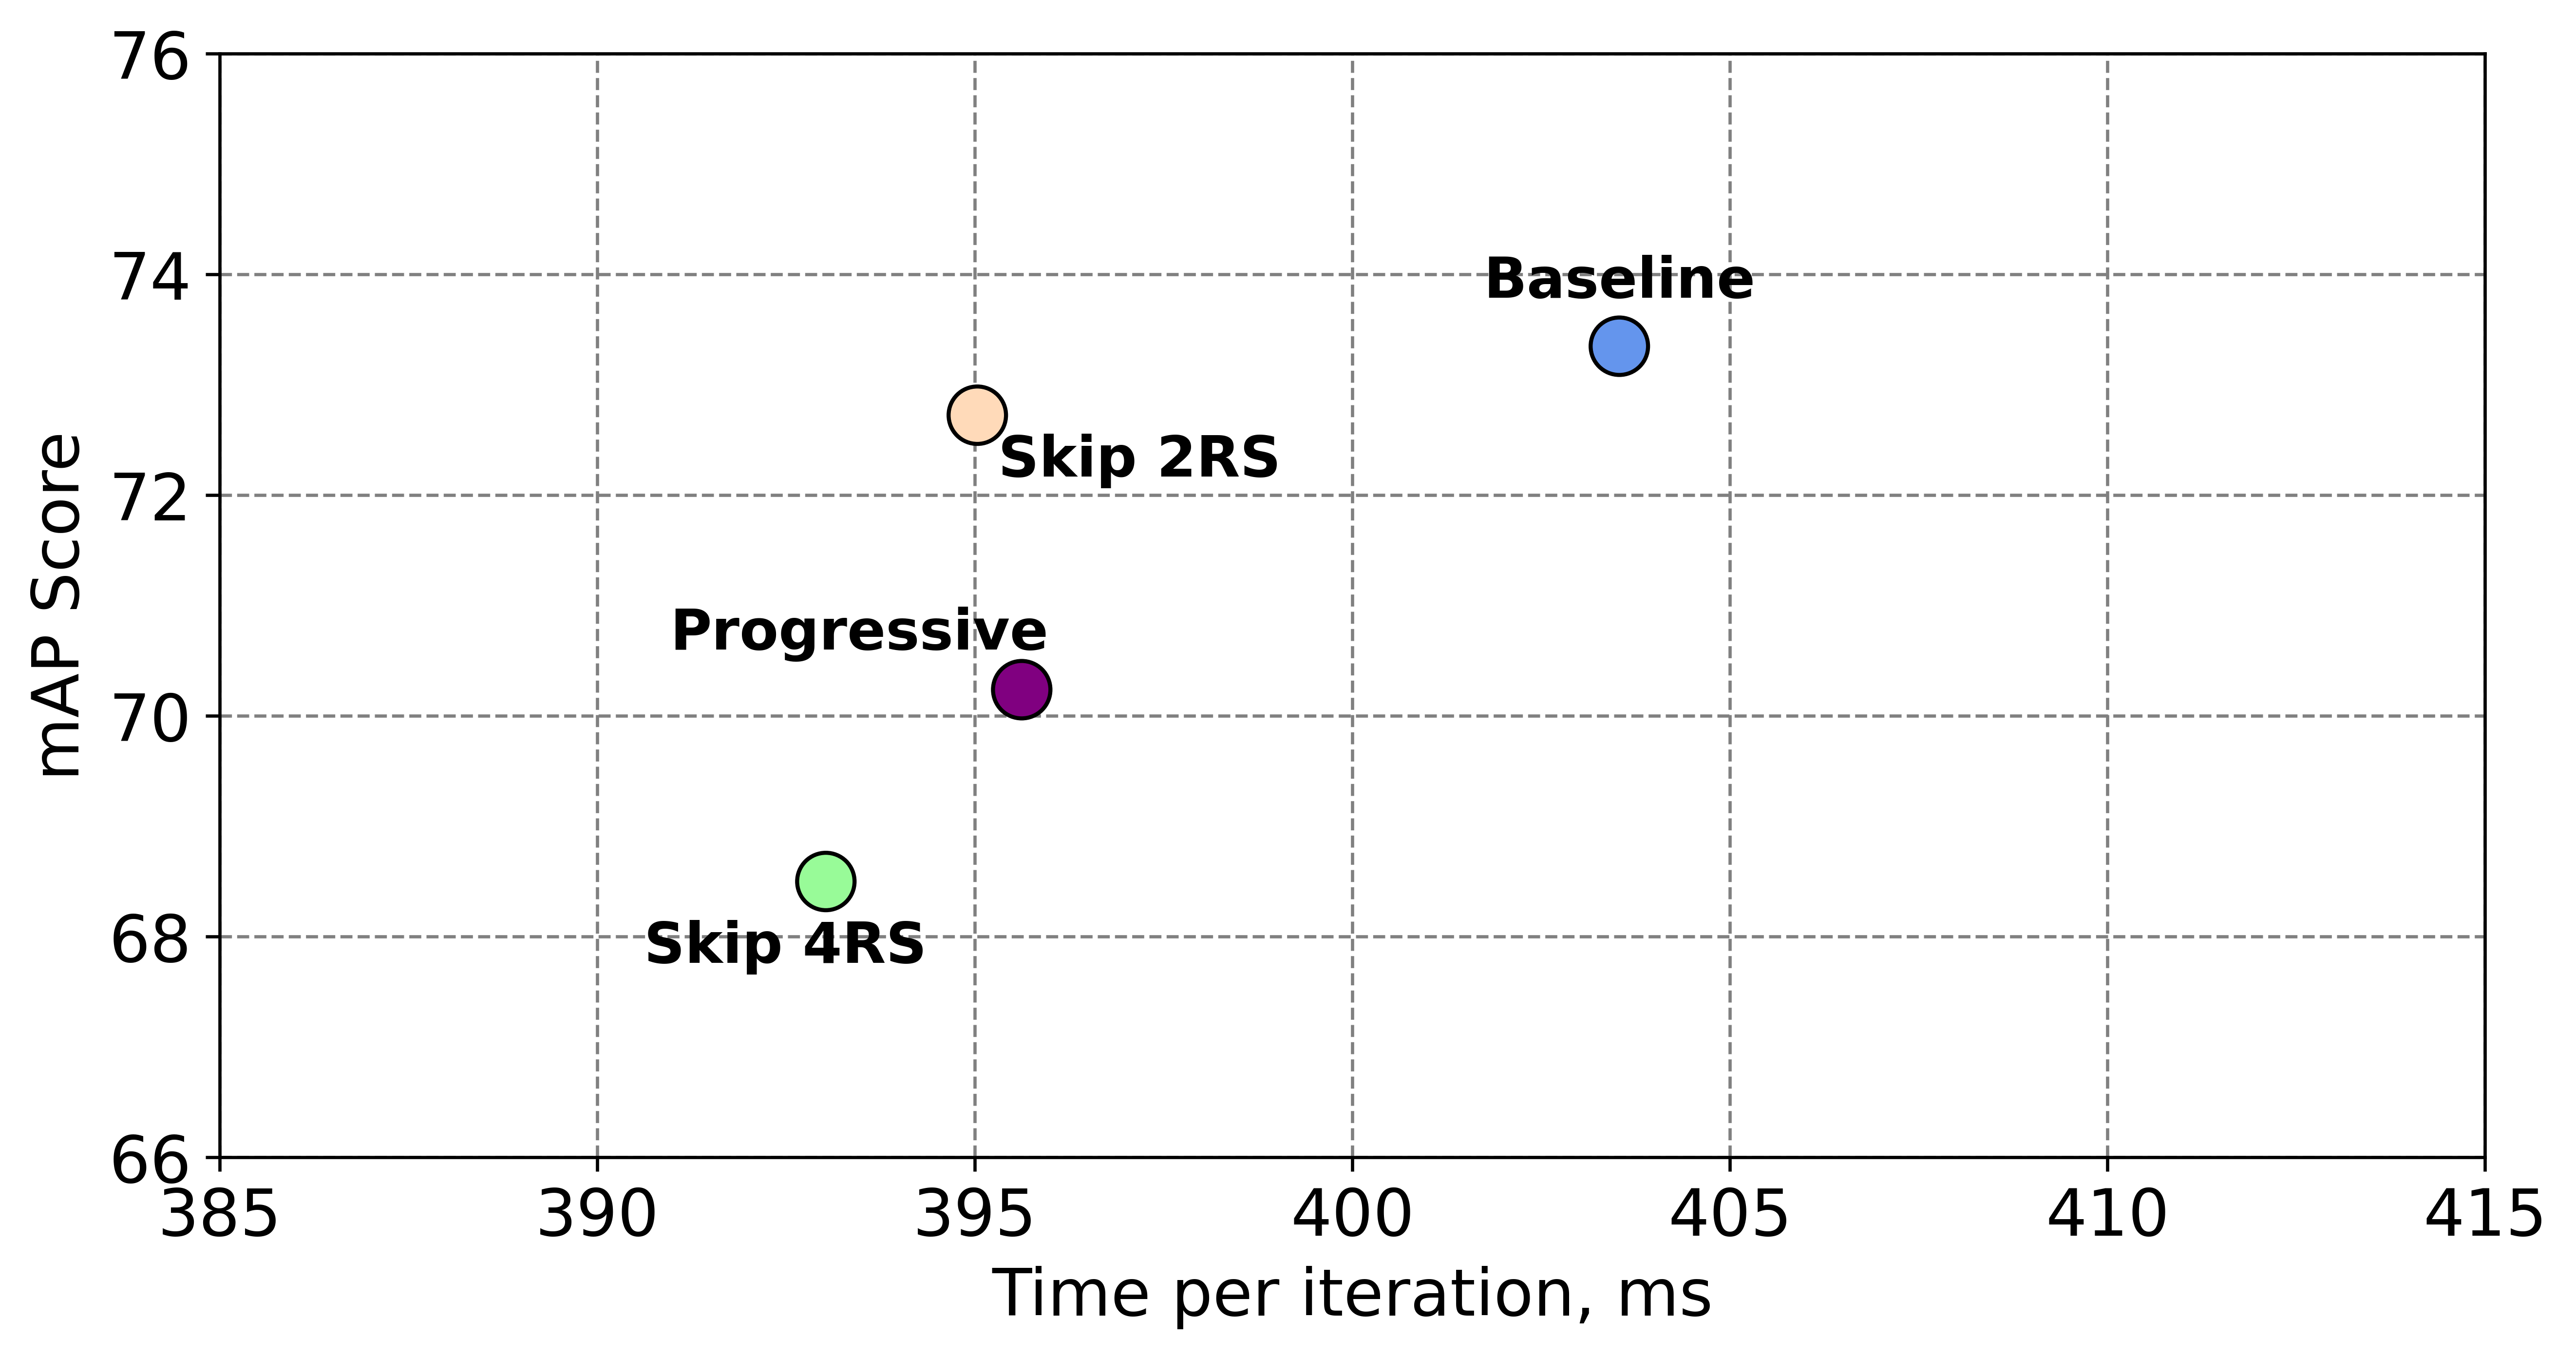 76
74
72
70
68
66
mAP Score
Baseline
Skip 2RS
Progressive
Skip 4RS
385 390 395 400 405 410 415
Time per iteration, ms